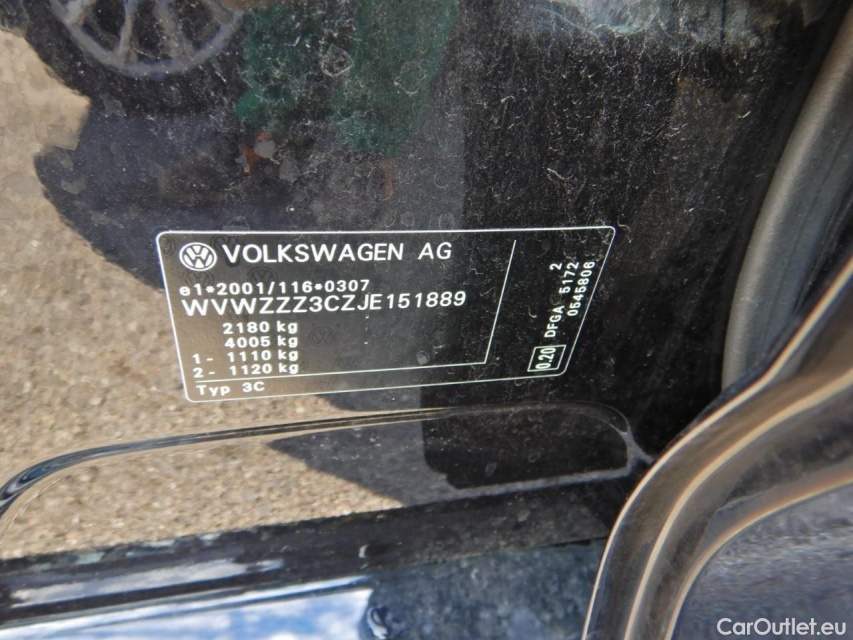 VOLKSWAGEN AG
e1*2001/116*0307
WVWZZZ3CZJE151889
2180 kg
4005 kg
1- 1110 kg
2- 1120 kg
Typ 3C
2
DFGA 5172
0545806
0.20
CarOutlet.eu